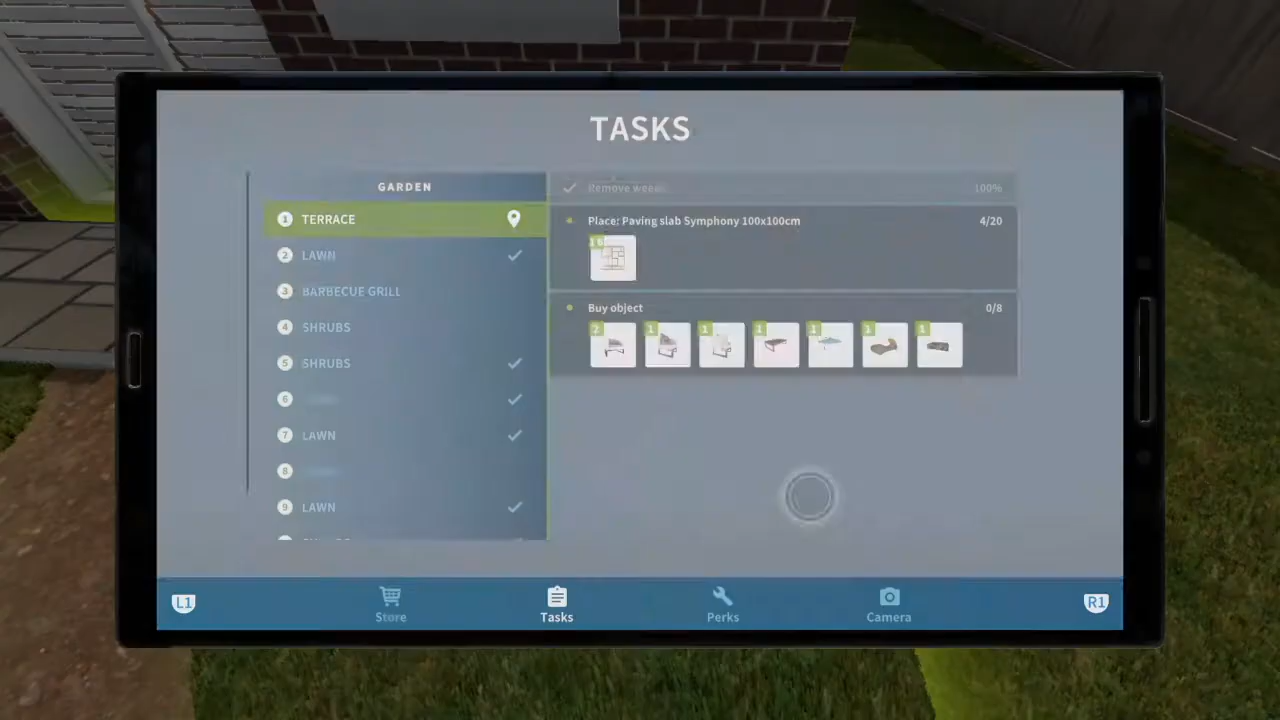 TASKS
GARDEN
1 TERRACE
2 LAWN
3 BARBECUE GRILL
4 SHRUBS
5 SHRUBS
6
7 LAWN
8
9 LAWN
Remove weeds 100%
Place: Paving slab Symphony 100x100cm 4/20
16
Buy object 0/8
2 1 1 1 1 1 1
L1
Store
Tasks
Perks
Camera
R1